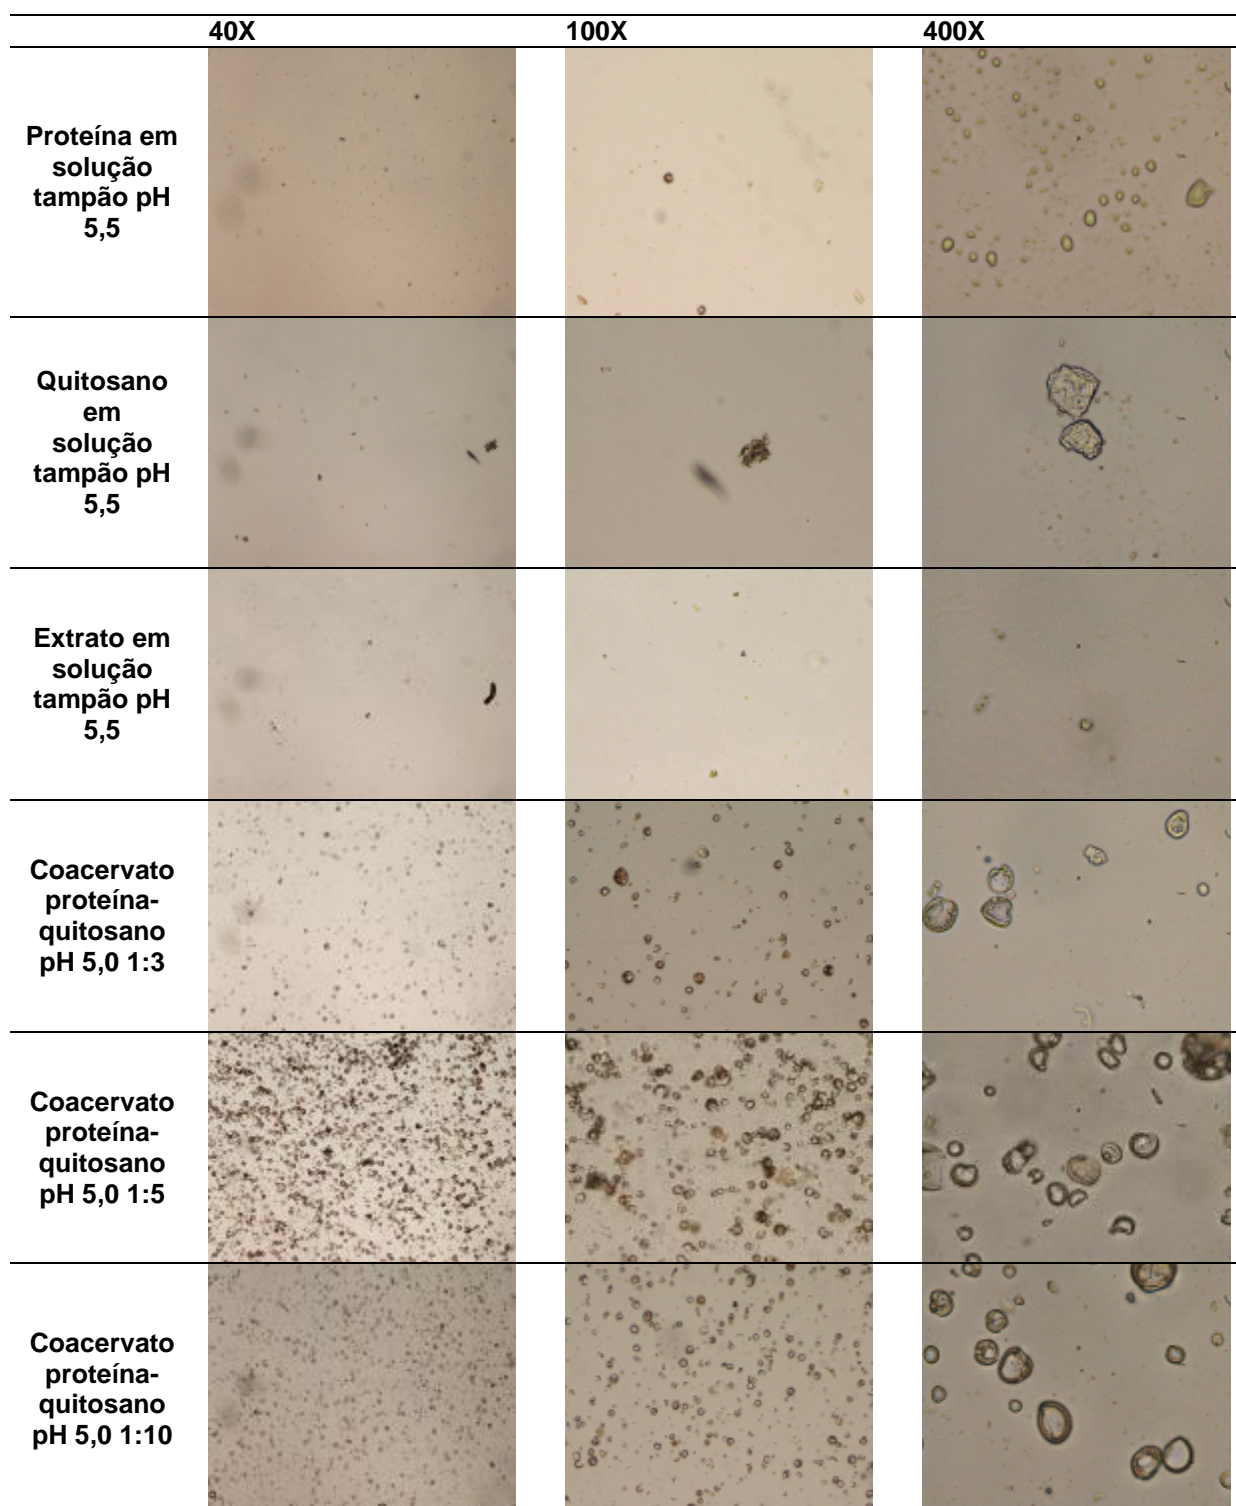 40X 100X 400X
Proteína em
solução
tampão pH
5,5
Quitosano
em
solução
tampão pH
5,5
Extrato em
solução
tampão pH
5,5
Coacervato
proteína-
quitosano
pH 5,0 1:3
Coacervato
proteína-
quitosano
pH 5,0 1:5
Coacervato
proteína-
quitosano
pH 5,0 1:10